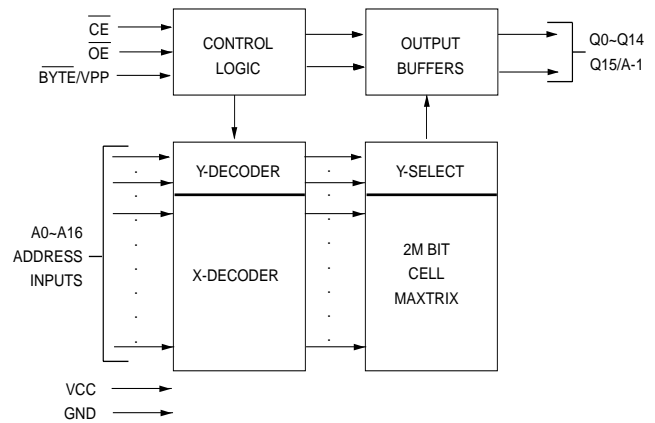 CE
OE
BYTE/VPP
CONTROL
LOGIC
OUTPUT
BUFFERS
Q0~Q14
Q15/A-1
A0~A16
ADDRESS
INPUTS
Y-DECODER
X-DECODER
Y-SELECT
2M BIT
CELL
MAXTRIX
VCC
GND